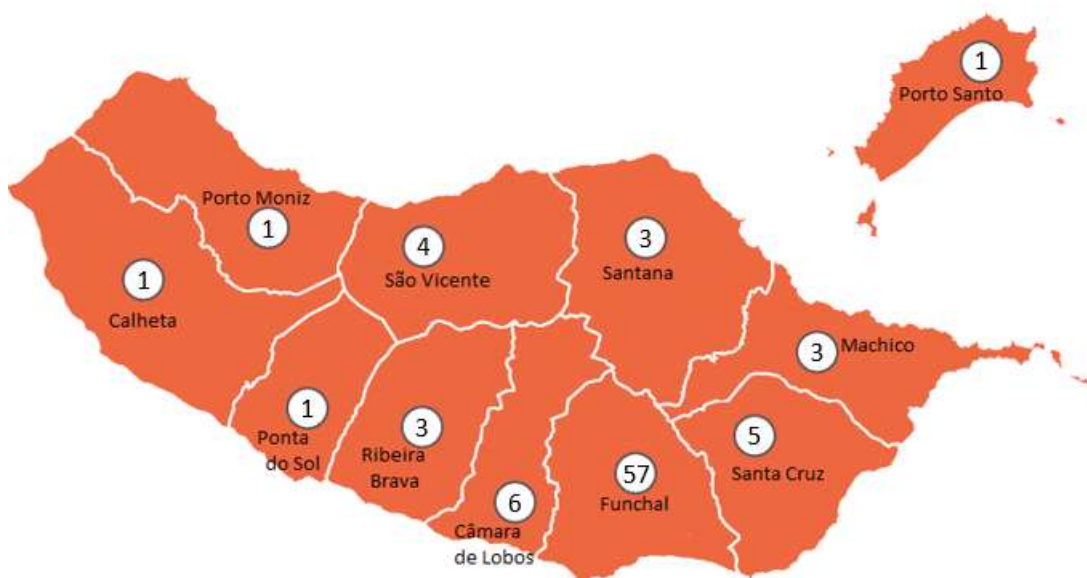 1
Porto Santo
Porto Moniz
1
4
São Vicente
3
Santana
1
Calheta
3
Machico
1
Ponta
do Sol
3
Ribeira
Brava
5
Santa Cruz
57
Funchal
6
Câmara
de Lobos